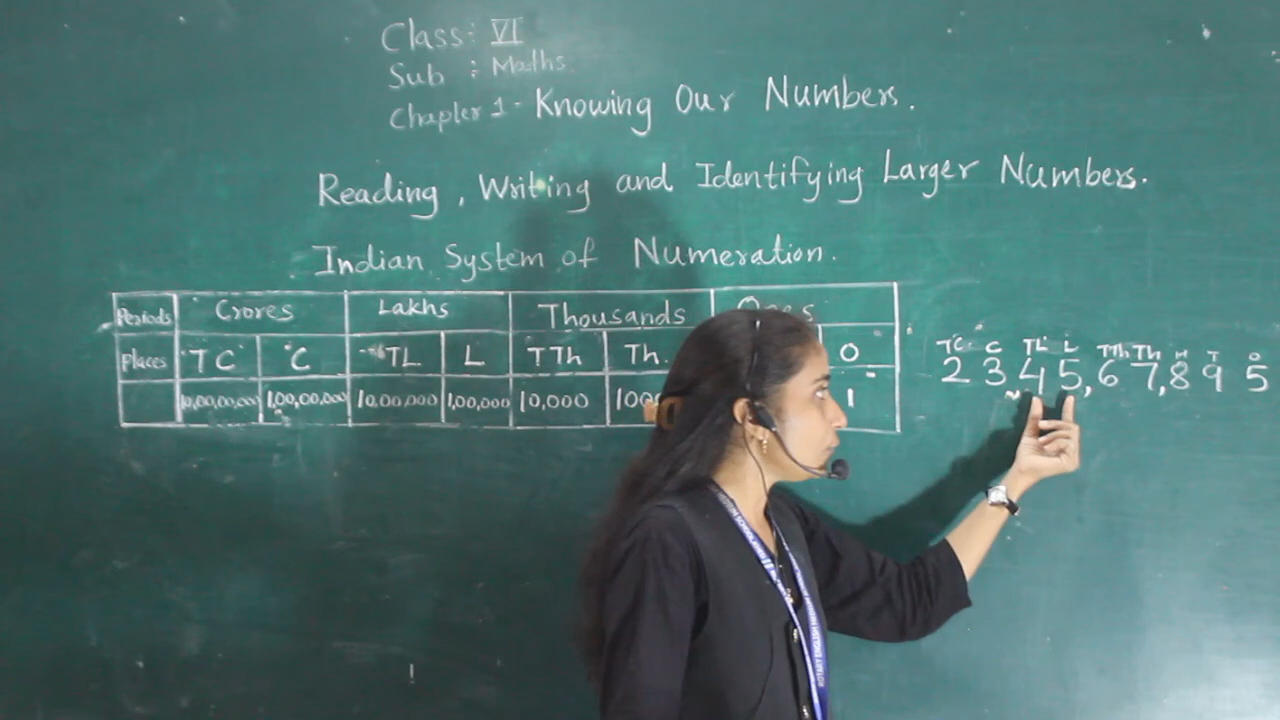 Class: VI
Sub : Maths.
Chapter 1 - Knowing Our Numbers.
Reading, Writing and Identifying Larger Numbers.
Indian System of Numeration.
Periods Crores Lakhs Thousands Ones
Places TC C TL L TTh Th. O
10,00,00,000 1,00,00,000 10,00,000 1,00,000 10,000 100 1
TC C TL L TTh Th H T O
2 3 4 5, 6 7, 8 9 5